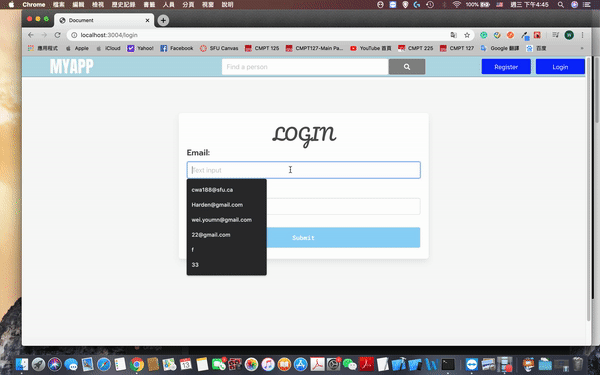 Chrome 檔案 編輯 檢視 歷史記錄 書籤 人員 分頁 視窗 說明 100% 週三 下午4:45
Document
localhost:3004/login
應用程式 Apple iCloud Yahoo! Facebook SFU Canvas CMPT 127 CMPT127-Main Pa... YouTube 首頁 CMPT 225 CMPT 127 Google 翻譯 百度
MYAPP Find a person Register Login
LOGIN
Email:
Text input
cwa188@sfu.ca
Harden@gmail.com
wei.youmn@gmail.com
22@gmail.com
f
33
Submit